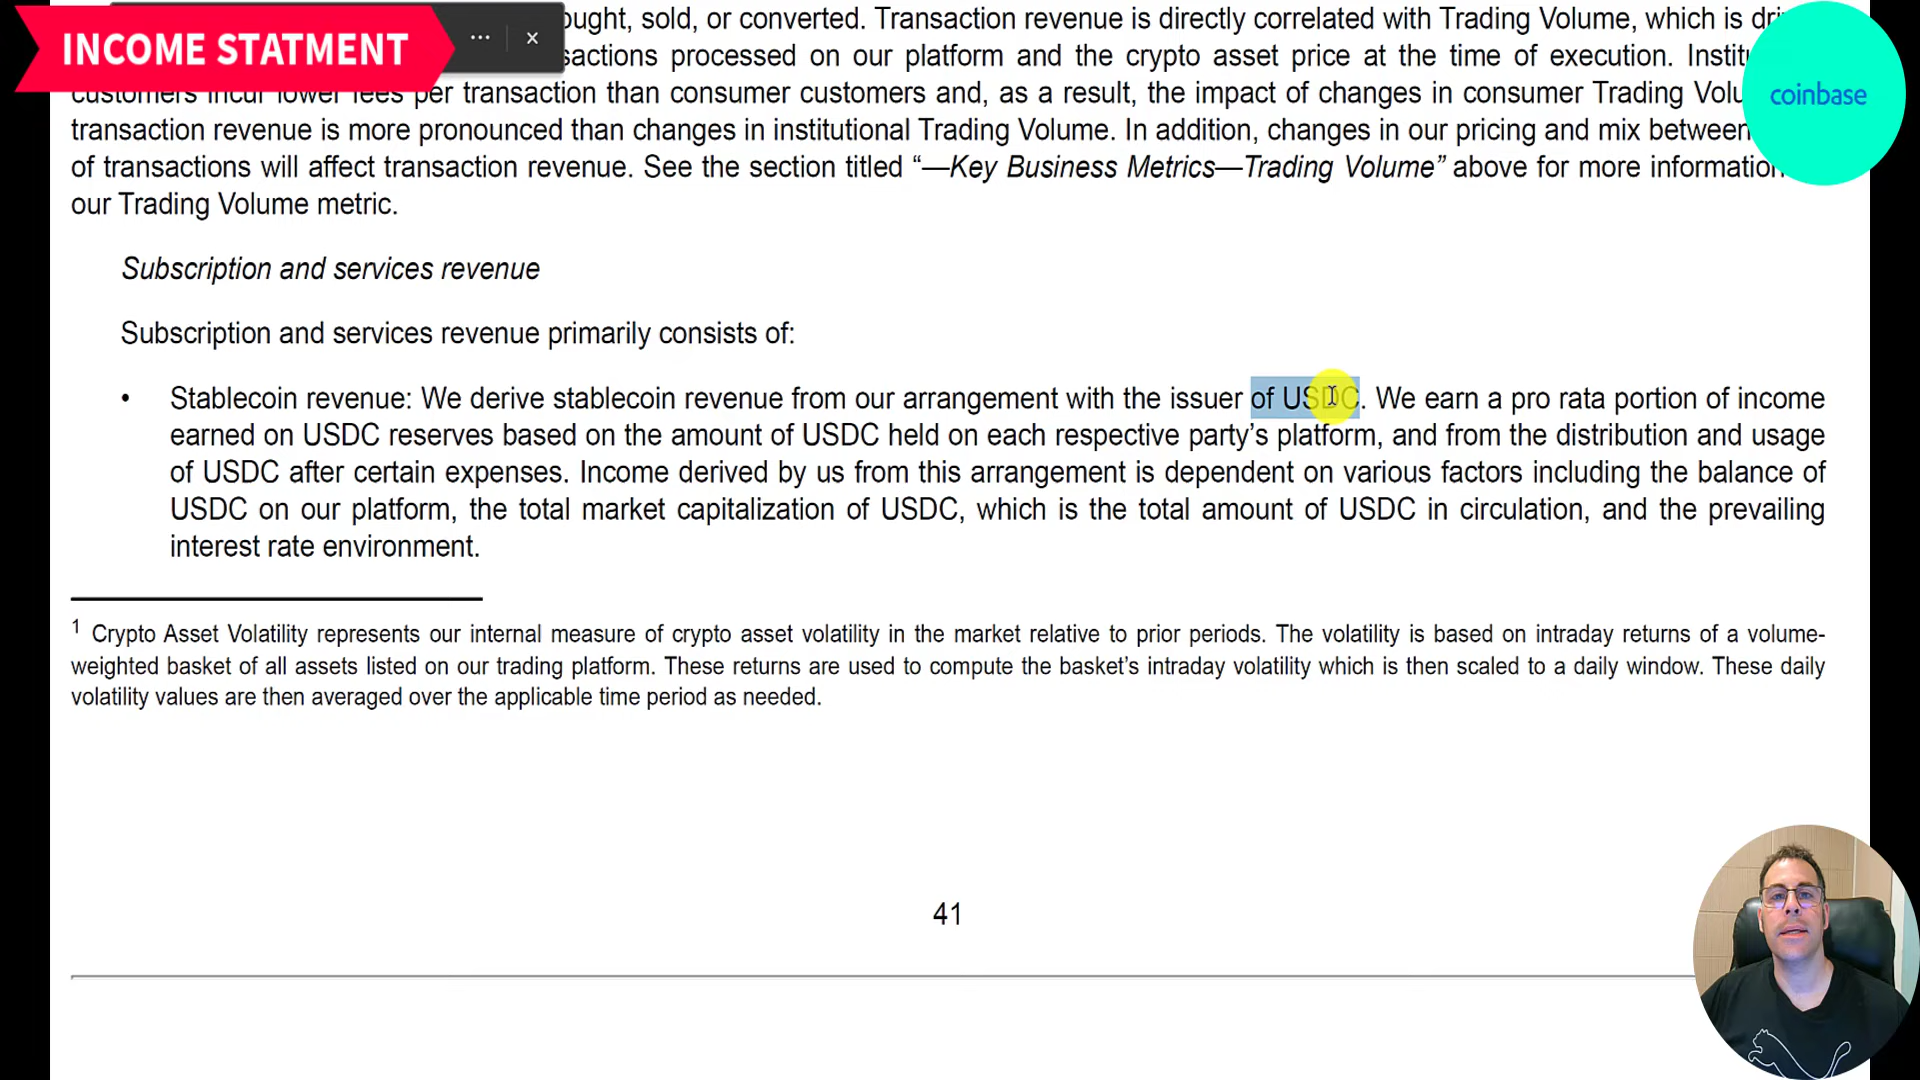 INCOME STATMENT
ought, sold, or converted. Transaction revenue is directly correlated with Trading Volume, which is
sactions processed on our platform and the crypto asset price at the time of execution.
coinbase
customers incur lower fees per transaction than consumer customers and, as a result, the impact of changes in consumer Trading
transaction revenue is more pronounced than changes in institutional Trading Volume. In addition, changes in our pricing and mix between
of transactions will affect transaction revenue. See the section titled “—Key Business Metrics—Trading Volume” above for more information
our Trading Volume metric.
Subscription and services revenue
Subscription and services revenue primarily consists of:
• Stablecoin revenue: We derive stablecoin revenue from our arrangement with the issuer of USDC. We earn a pro rata portion of income
earned on USDC reserves based on the amount of USDC held on each respective party’s platform, and from the distribution and usage
of USDC after certain expenses. Income derived by us from this arrangement is dependent on various factors including the balance of
USDC on our platform, the total market capitalization of USDC, which is the total amount of USDC in circulation, and the prevailing
interest rate environment.
1 Crypto Asset Volatility represents our internal measure of crypto asset volatility in the market relative to prior periods. The volatility is based on intraday returns of a volume-
weighted basket of all assets listed on our trading platform. These returns are used to compute the basket’s intraday volatility which is then scaled to a daily window. These daily
volatility values are then averaged over the applicable time period as needed.
41